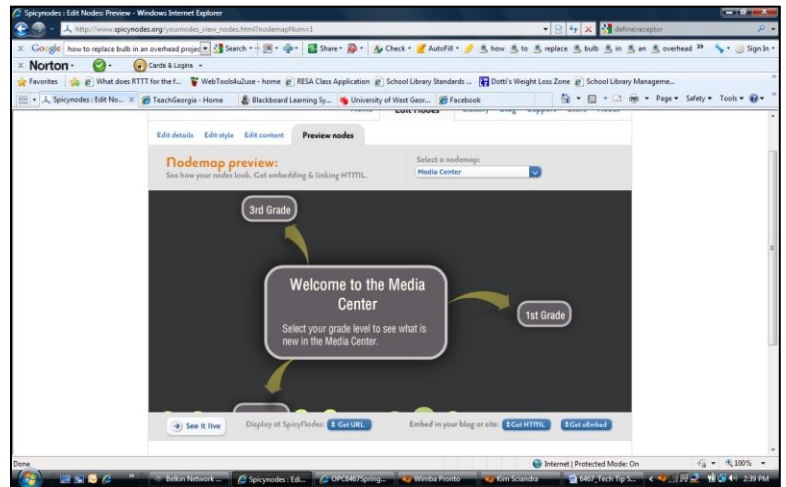 Spicynodes : Edit Nodes: Preview - Windows Internet Explorer
http://www.spicynodes.org/yournodes_view_nodes.html?nodemapNum=1
define:receptor
Google how to replace bulb in an overhead projec Search Share Check AutoFill how to replace bulb in an overhead Sign In
Norton Cards & Logins
Favorites What does RTTT for the f... WebTools4u2use - home RESA Class Application School Library Standards ... Dotti's Weight Loss Zone School Library Manageme...
Spicynodes : Edit No... TeachGeorgia - Home Blackboard Learning Sy... University of West Geor... Facebook Page Safety Tools
Edit details Edit style Edit content Preview nodes
Nodemap preview:
See how your nodes look. Get embedding & linking HTML.
Select a nodemap:
Media Center
3rd Grade
Welcome to the Media
Center
Select your grade level to see what is
new in the Media Center.
1st Grade
See it live Display at SpicyNodes: Get URL Embed in your blog or site: Get HTML Get oEmbed
Done Internet | Protected Mode: On 100%
Belkin Network ... Spicynodes : Edi... OPC6467Spring... Wimba Pronto Kim Sciandra 6467_Tech Tip S... 2:39 PM